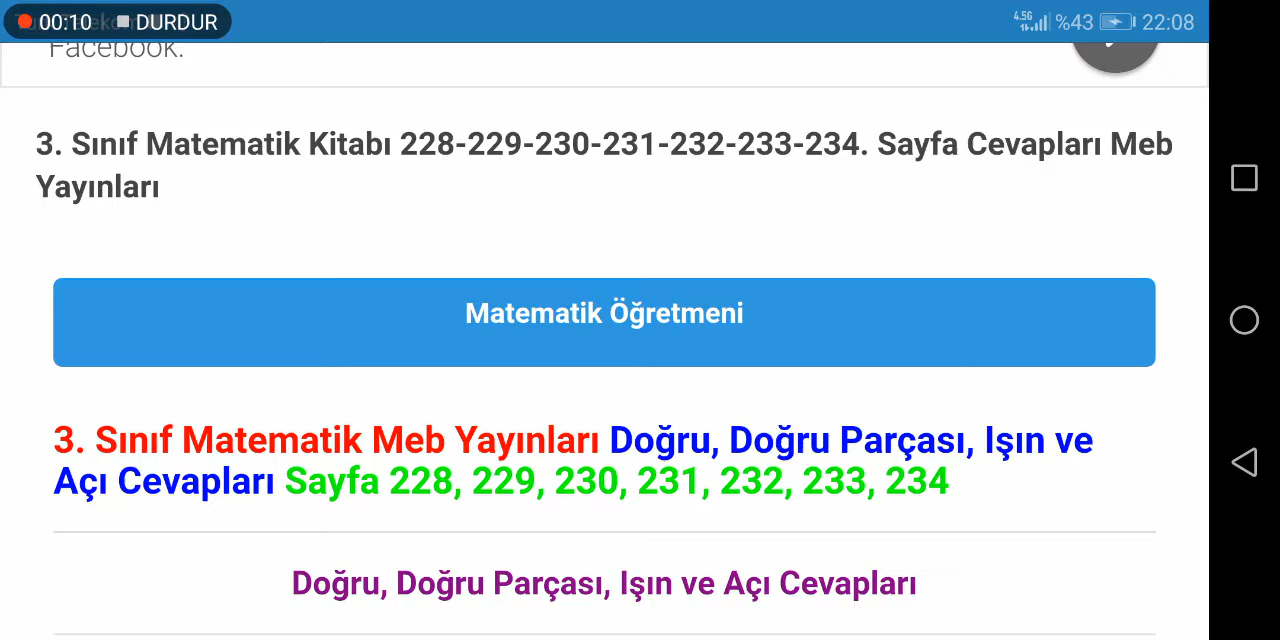 00:10 DURDUR
4.5G %43 22:08
Facebook.
3. Sınıf Matematik Kitabı 228-229-230-231-232-233-234. Sayfa Cevapları Meb
Yayınları
Matematik Öğretmeni
3. Sınıf Matematik Meb Yayınları Doğru, Doğru Parçası, Işın ve
Açı Cevapları Sayfa 228, 229, 230, 231, 232, 233, 234
Doğru, Doğru Parçası, Işın ve Açı Cevapları